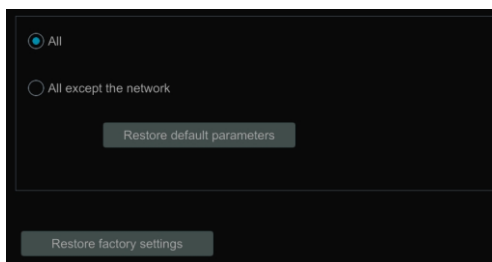 All
All except the network
Restore default parameters
Restore factory settings